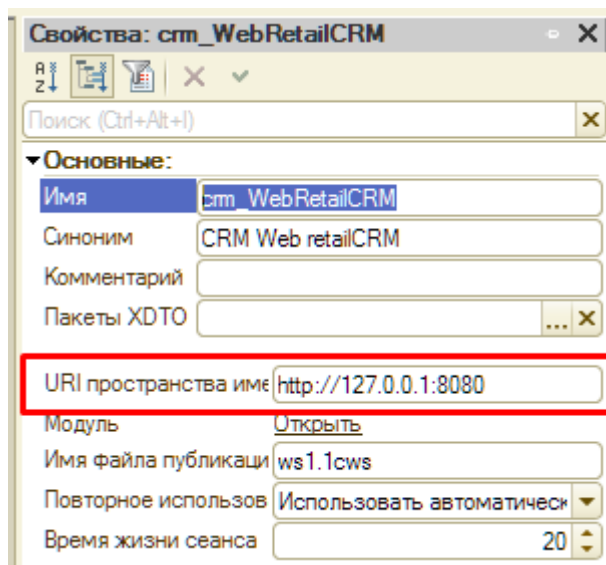 Свойства: crm_WebRetailCRM
Поиск (Ctrl+Alt+I)
Основные:
Имя crm_WebRetailCRM
Синоним CRM Web retailCRM
Комментарий
Пакеты XDTO ...
URI пространства име http://127.0.0.1:8080
Модуль Открыть
Имя файла публикаци ws1.1cws
Повторное использов Использовать автоматическ
Время жизни сеанса 20